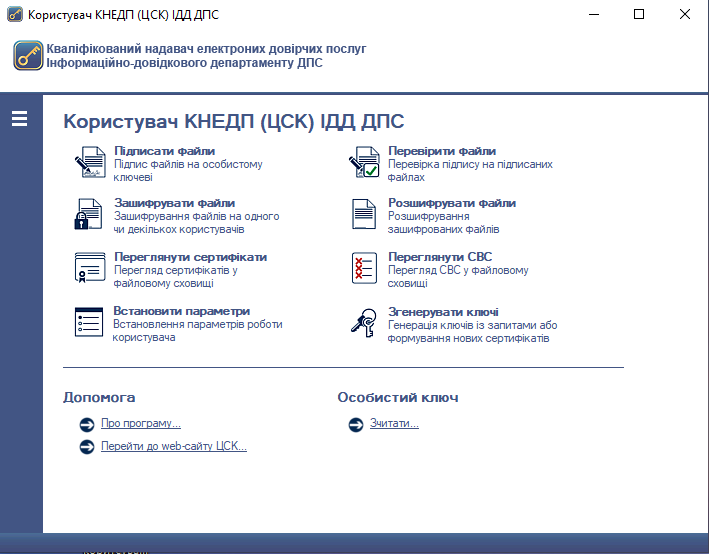 Користувач КНЕДП (ЦСК) ІДД ДПС
Кваліфікований надавач електроних довірчих послуг
Інформаційно-довідкового департаменту ДПС
Користувач КНЕДП (ЦСК) ІДД ДПС
Підписати файли
Підпис файлів на особистому
ключеві
Перевірити файли
Перевірка підпису на підписаних
файлах
Зашифрувати файли
Зашифрування файлів на одного
чи декількох користувачів
Розшифрувати файли
Розшифрування
зашифрованих файлів
Переглянути сертифікати
Перегляд сертифікатів у
файловому сховищі
Переглянути СВС
Перегляд СВС у файловому
сховищі
Встановити параметри
Встановлення параметрів роботи
користувача
Згенерувати ключі
Генерація ключів із запитами або
формування нових сертифікатів
Допомога
Про програму...
Перейти до web-сайту ЦСК...
Особистий ключ
Зчитати...